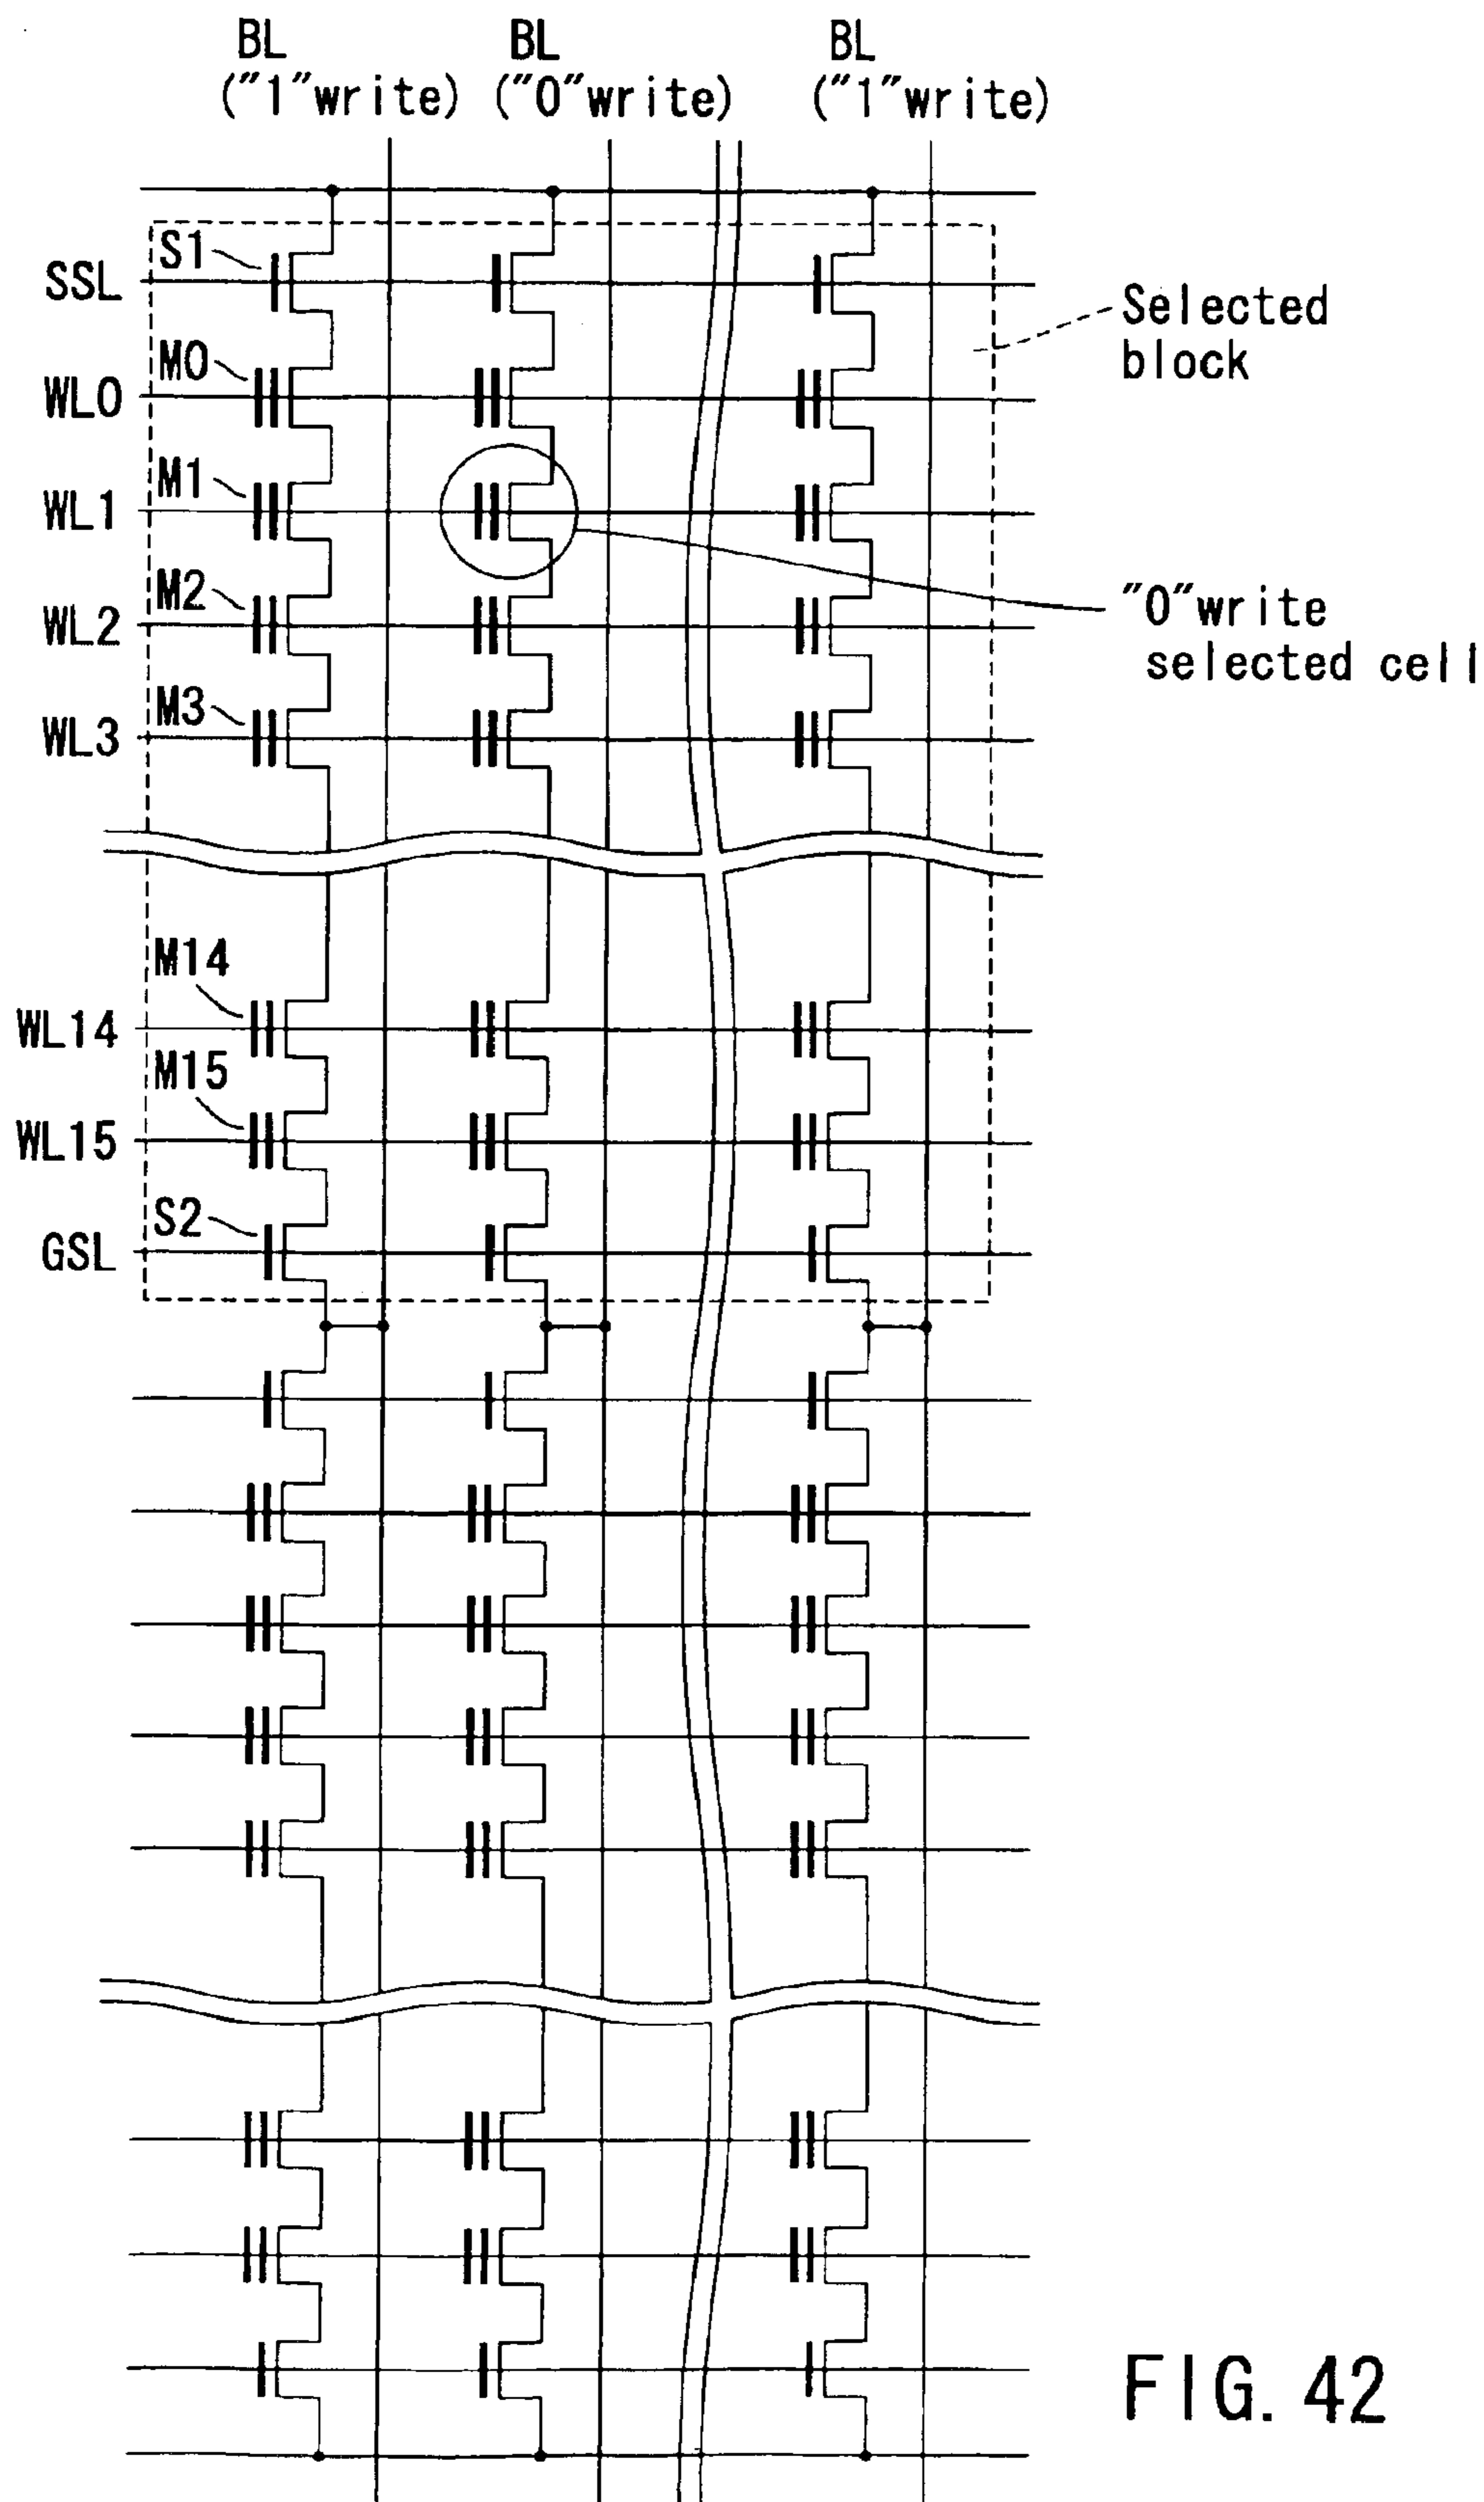 BL BL BL
("1"write) ("0"write) ("1"write)
S1
SSL
Selected
block
M0
WL0
M1
WL1
M2
WL2
"0"write
selected cell
M3
WL3
M14
WL14
M15
WL15
S2
GSL
FIG. 42